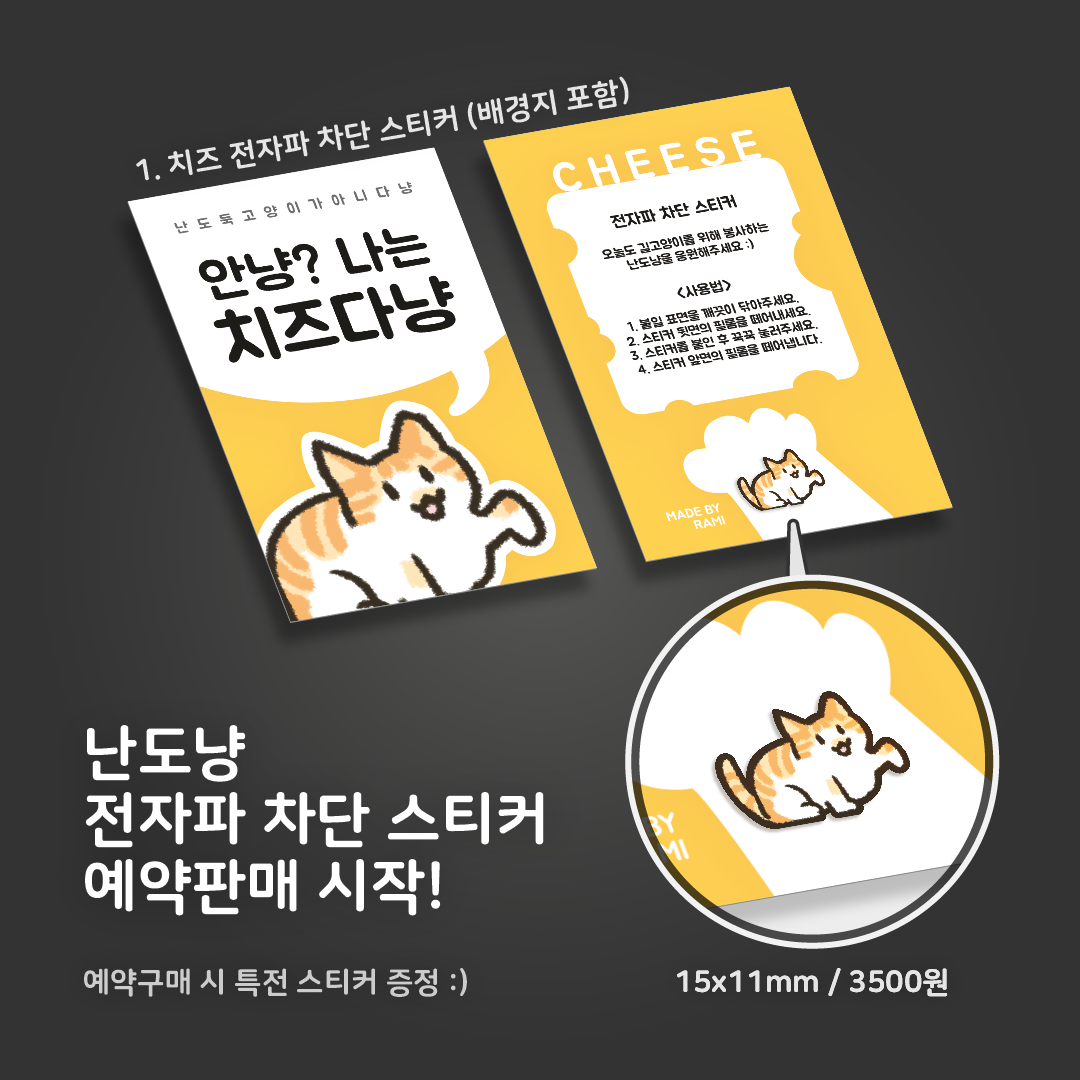 1. 치즈 전자파 차단 스티커 (배경지 포함)
난도둑고양이가아니다냥
안냥? 나는
치즈다냥
CHEESE
전자파 차단 스티커
오늘도 길고양이를 위해 봉사하는
난도냥을 응원해주세요 :)
<사용법>
1. 붙일 표면을 깨끗이 닦아주세요.
2. 스티커 뒷면의 필름을 떼어내세요.
3. 스티커를 붙인 후 꾹꾹 눌러주세요.
4. 스티커 앞면의 필름을 떼어냅니다.
MADE BY
RAMI
BY
MI
난도냥
전자파 차단 스티커
예약판매 시작!
예약구매 시 특전 스티커 증정 :)
15x11mm / 3500원